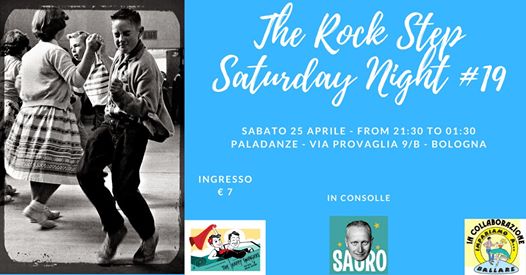 The Rock Step
Saturday Night #19
SABATO 25 APRILE - FROM 21:30 TO 01:30
PALADANZE - VIA PROVAGLIA 9/B - BOLOGNA
INGRESSO
€ 7
IN CONSOLLE
SAURO
IN COLLABORAZIONE
IMPARIAMO A...
BALLARE